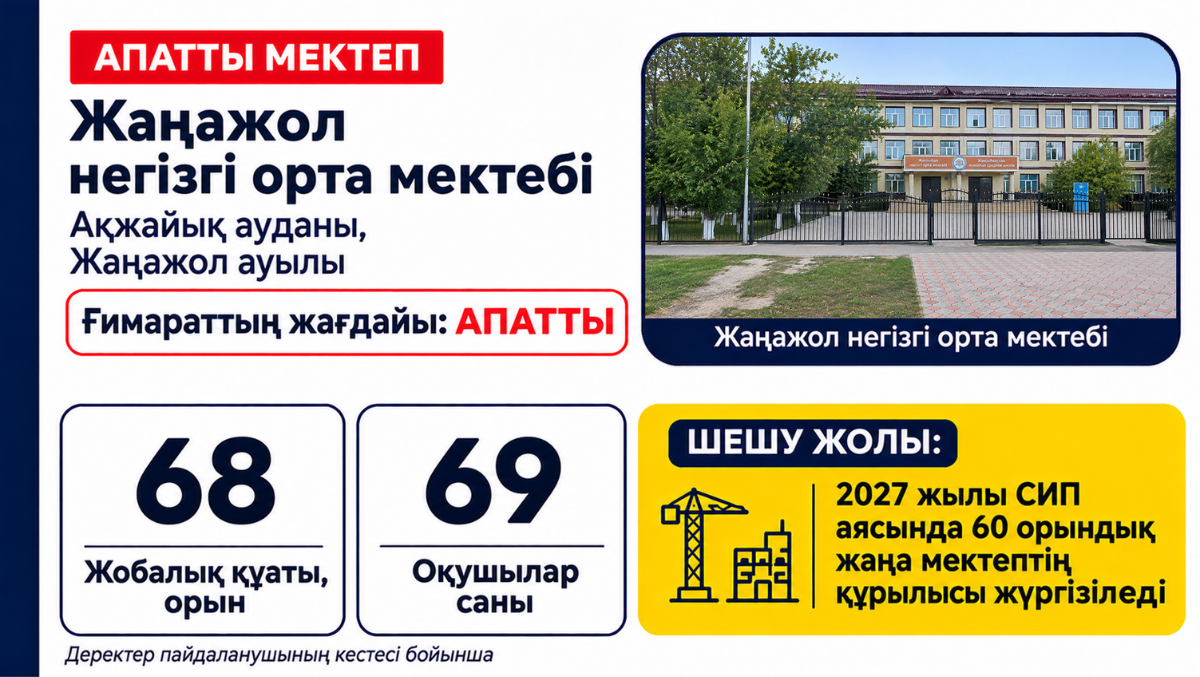 АПАТТЫ МЕКТЕП
Жаңажол
негізгі орта мектебі
Ақжайық ауданы,
Жаңажол ауылы
Ғимараттың жағдайы: АПАТТЫ
Жаңажол негізгі орта мектебі
68
Жобалық құаты,
орын
69
Оқушылар
саны
ШЕШУ ЖОЛЫ:
2027 жылы СИП
аясында 60 орындық
жаңа мектептің
құрылысы жүргізіледі
Деректер пайдаланушының кестесі бойынша